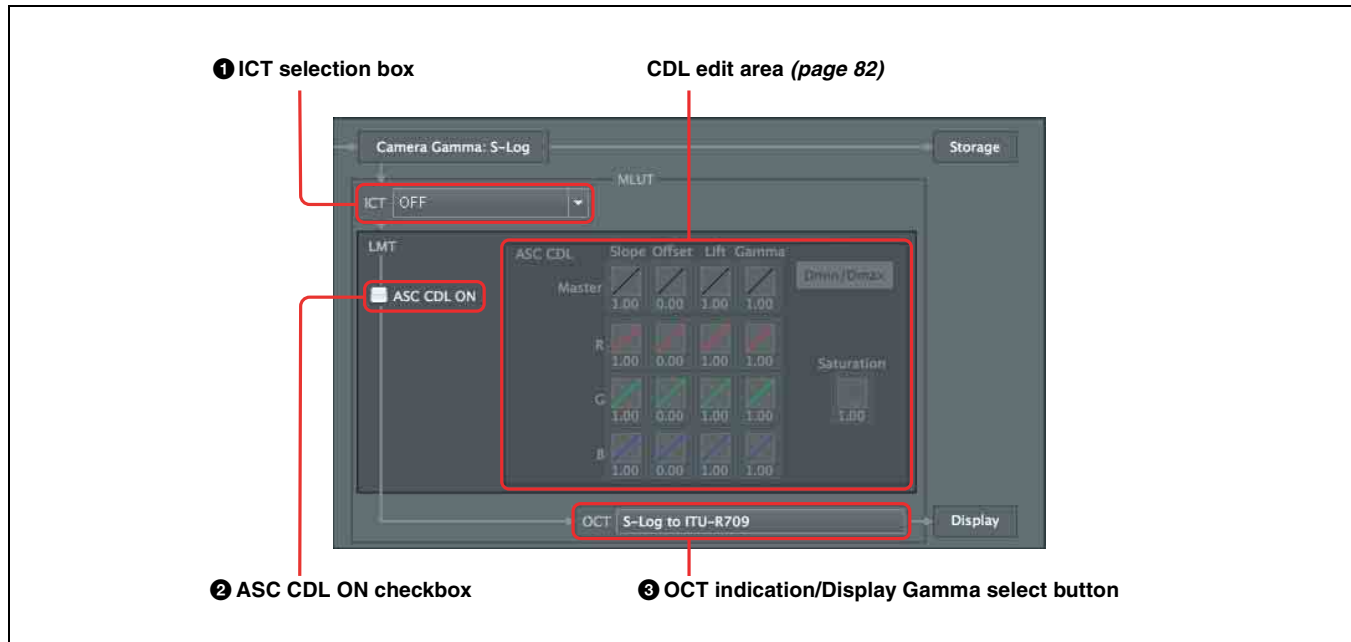 ❶ ICT selection box
CDL edit area (page 82)
Camera Gamma: S-Log
Storage
MLUT
ICT OFF
LMT
ASC CDL Slope Offset Lift Gamma
Dmin/Dmax
Master
1.00 0.00 1.00 1.00
ASC CDL ON
R
1.00 0.00 1.00 1.00
Saturation
G
1.00 0.00 1.00 1.00
1.00
B
1.00 0.00 1.00 1.00
OCT S-Log to ITU-R709
Display
❷ ASC CDL ON checkbox
❸ OCT indication/Display Gamma select button